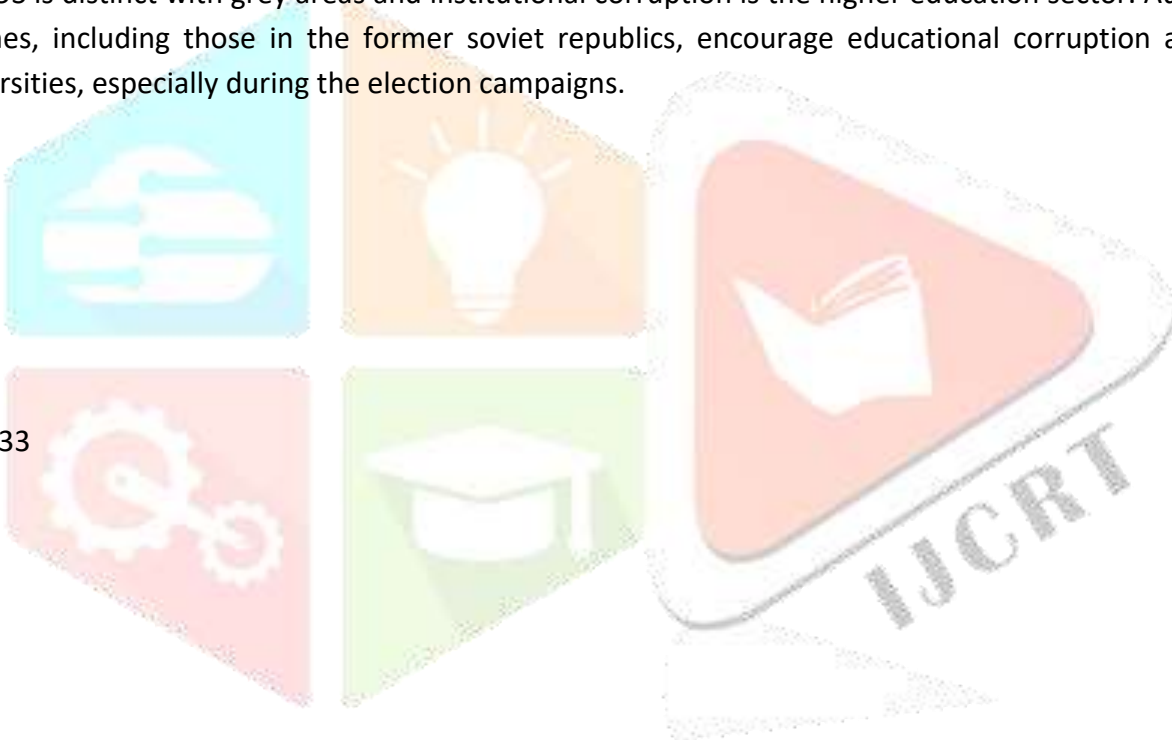 is distinct with grey areas and institutional corruption is the higher education sector.
nes, including those in the former soviet republics, encourage educational corruption a
rsities, especially during the election campaigns.
33
IJCRT